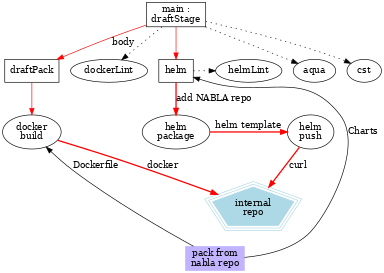 main :
draftStage
body
draftPack
dockerLint
helm
helmLint
aqua
cst
add NABLA repo
docker
build
helm
package
helm template
helm
push
Charts
Dockerfile
docker
curl
internal
repo
pack from
nabla repo